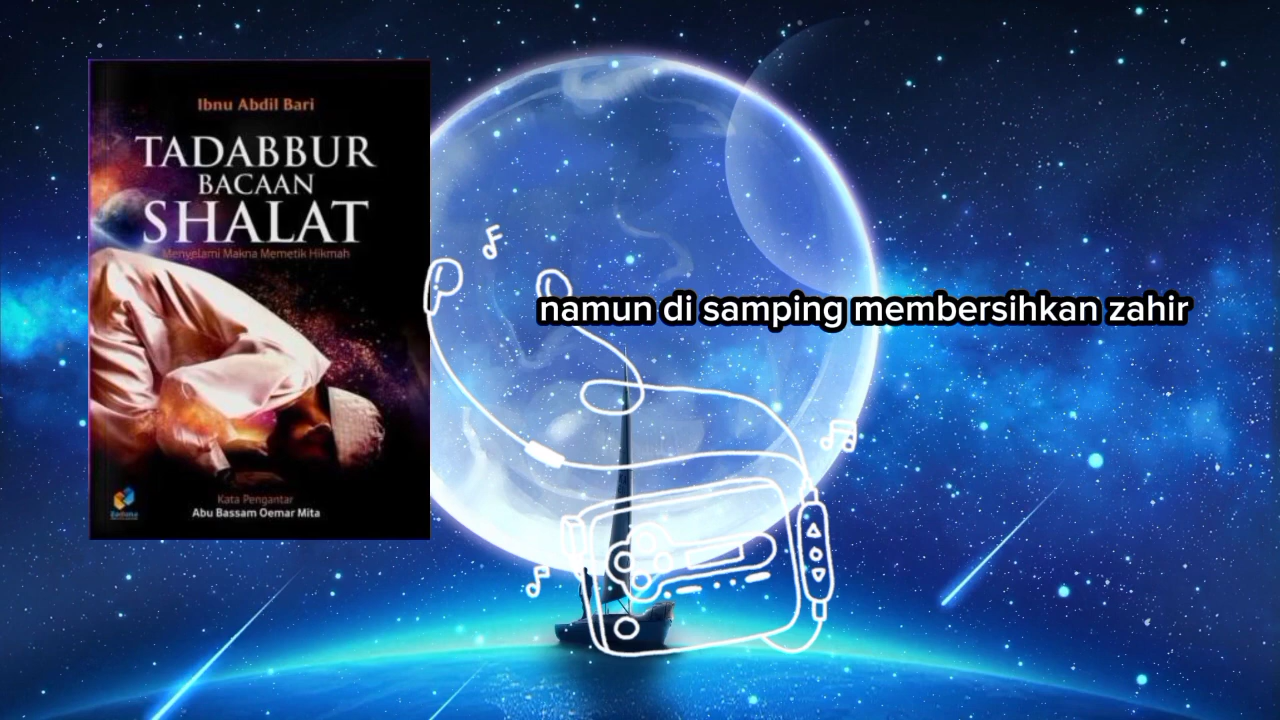 Ibnu Abdil Bari
TADABBUR
BACAAN
SHALAT
Menyelami Makna Memetik Hikmah
Kata Pengantar
Abu Bassam Oemar Mita
namun di samping membersihkan zahir